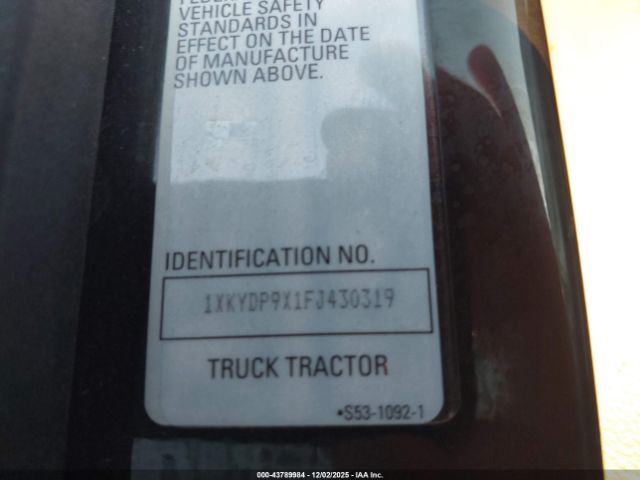 VEHICLE SAFETY
STANDARDS IN
EFFECT ON THE DATE
OF MANUFACTURE
SHOWN ABOVE.
IDENTIFICATION NO.
1XKYDP9X1FJ430319
TRUCK TRACTOR
•S53-1092-1
000-43789984 | 12/02/2025 - IAA Inc.